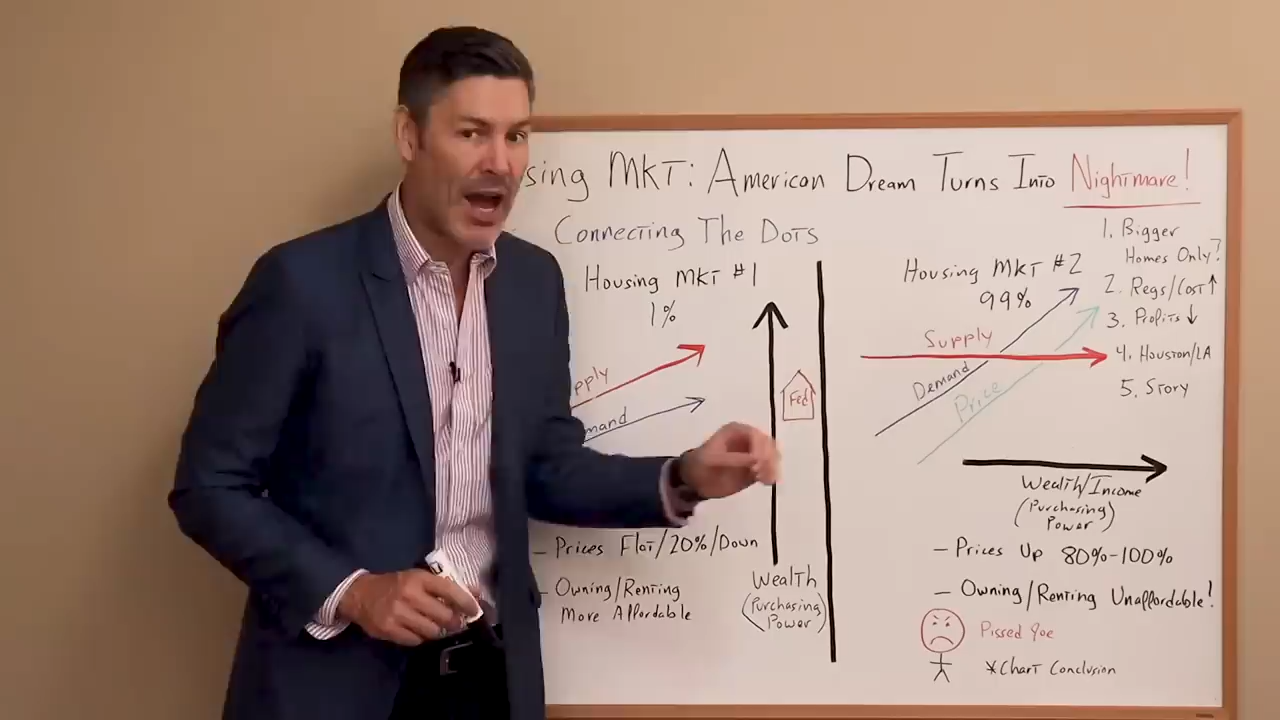 sing MKT: American Dream Turns Into Nightmare!
Connecting The Dots
Housing MKT #1
1%
pply
mand
Fed
- Prices Flat/20%/Down
- Owning/Renting
More Affordable
Wealth
(Purchasing
Power)
Housing MKT #2
99%
Supply
Demand
Price
1. Bigger
Homes Only?
2. Regs/Cost↑
3. Profits↓
4. Houston/LA
5. Story
Wealth/Income
(Purchasing
Power)
- Prices Up 80%-100%
- Owning/Renting Unaffordable!
Pissed Joe
*Chart Conclusion